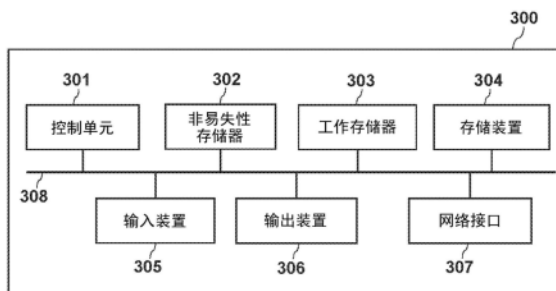 300
301
302
303
304
控制单元
非易失性
存储器
工作存储器
存储装置
308
输入装置
输出装置
网络接口
305
306
307